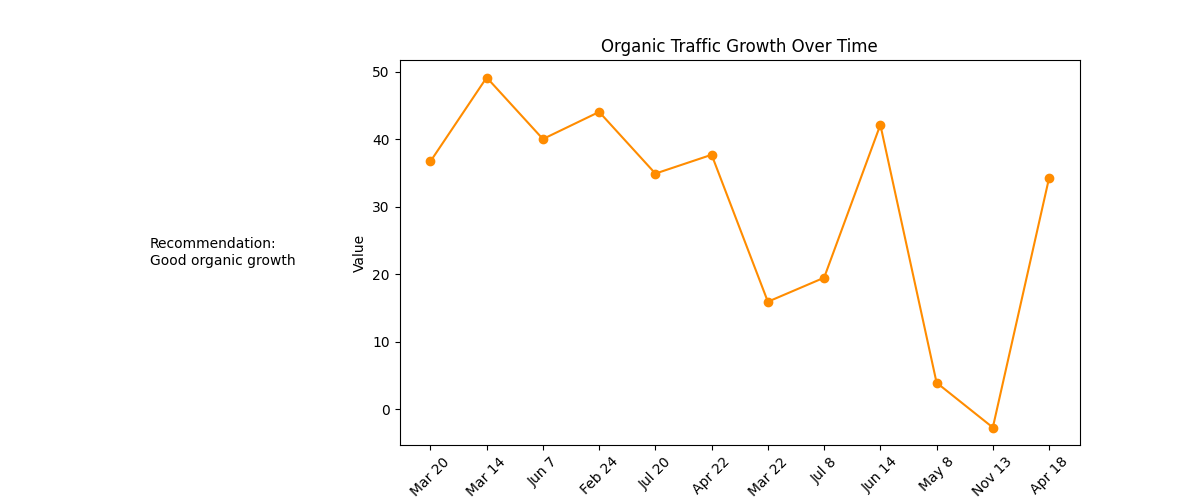 Organic Traffic Growth Over Time
Recommendation:
Good organic growth
Value
50
40
30
20
10
0
Mar 20
Mar 14
Jun 7
Feb 24
Jul 20
Apr 22
Mar 22
Jul 8
Jun 14
May 8
Nov 13
Apr 18